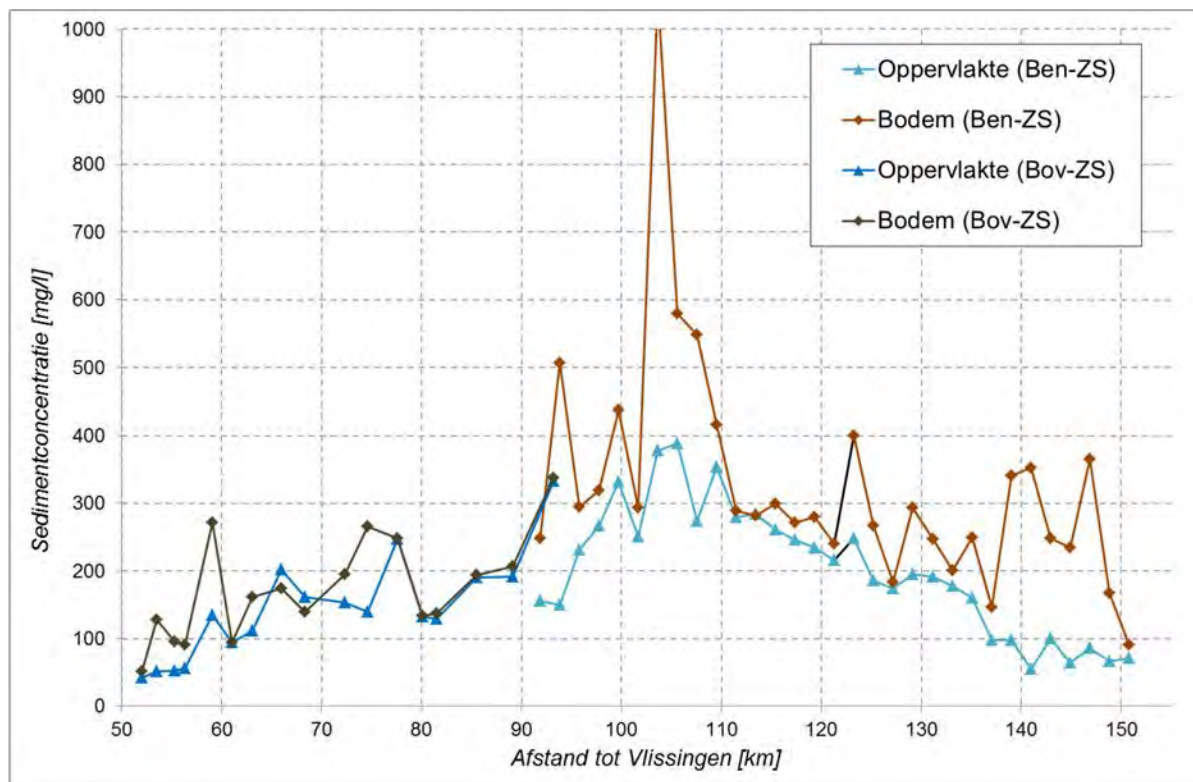 1000
900
800
700
600
500
400
300
200
100
0
Sedimentconcentratie [mg/l]
Oppervlakte (Ben-ZS)
Bodem (Ben-ZS)
Oppervlakte (Bov-ZS)
Bodem (Bov-ZS)
50 60 70 80 90 100 110 120 130 140 150
Afstand tot Vlissingen [km]